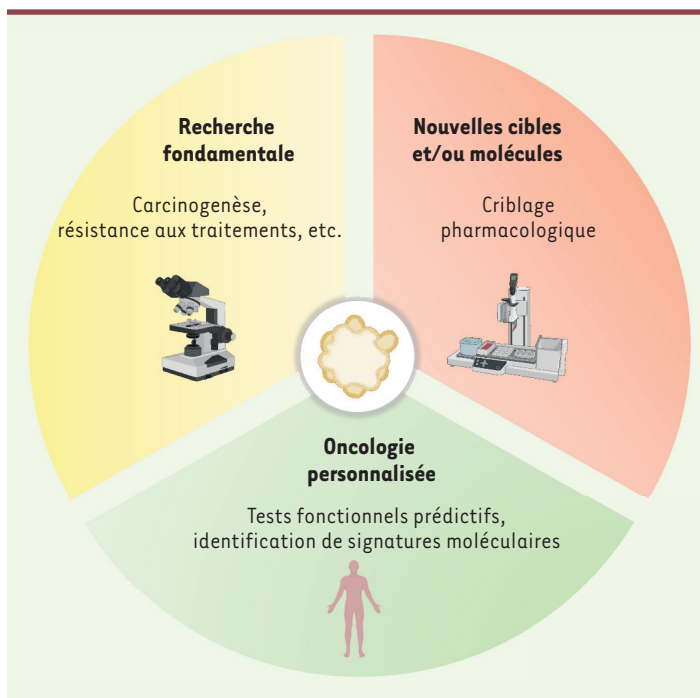 Recherche
fondamentale
Carcinogenèse,
résistance aux traitements, etc.
Nouvelles cibles
et/ou molécules
Criblage
pharmacologique
Oncologie
personnalisée
Tests fonctionnels prédictifs,
identification de signatures moléculaires